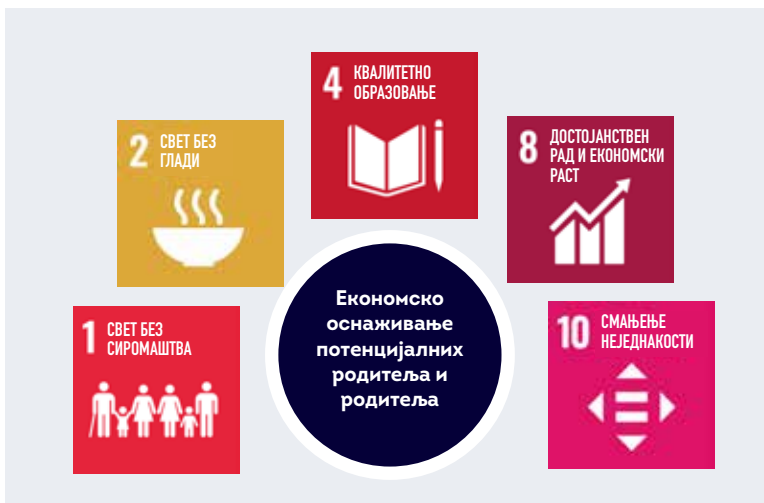 4 КВАЛИТЕТНО
ОБРАЗОВАЊЕ
2 СВЕТ БЕЗ
ГЛАДИ
8 ДОСТОЈАНСТВЕН
РАД И ЕКОНОМСКИ
РАСТ
1 СВЕТ БЕЗ
СИРОМАШТВА
Економско
оснаживање
потенцијалних
родитеља и
родитеља
10 СМАЊЕЊЕ
НЕЈЕДНАКОСТИ